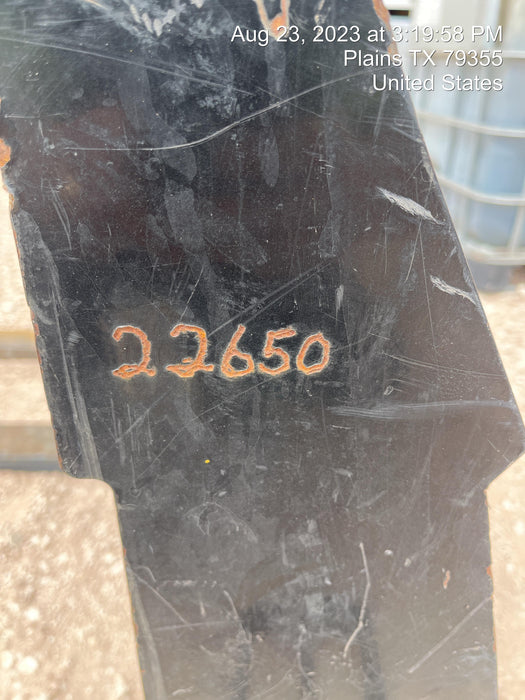 Aug 23, 2023 at 3:19:58 PM
Plains TX 79355
United States
22650